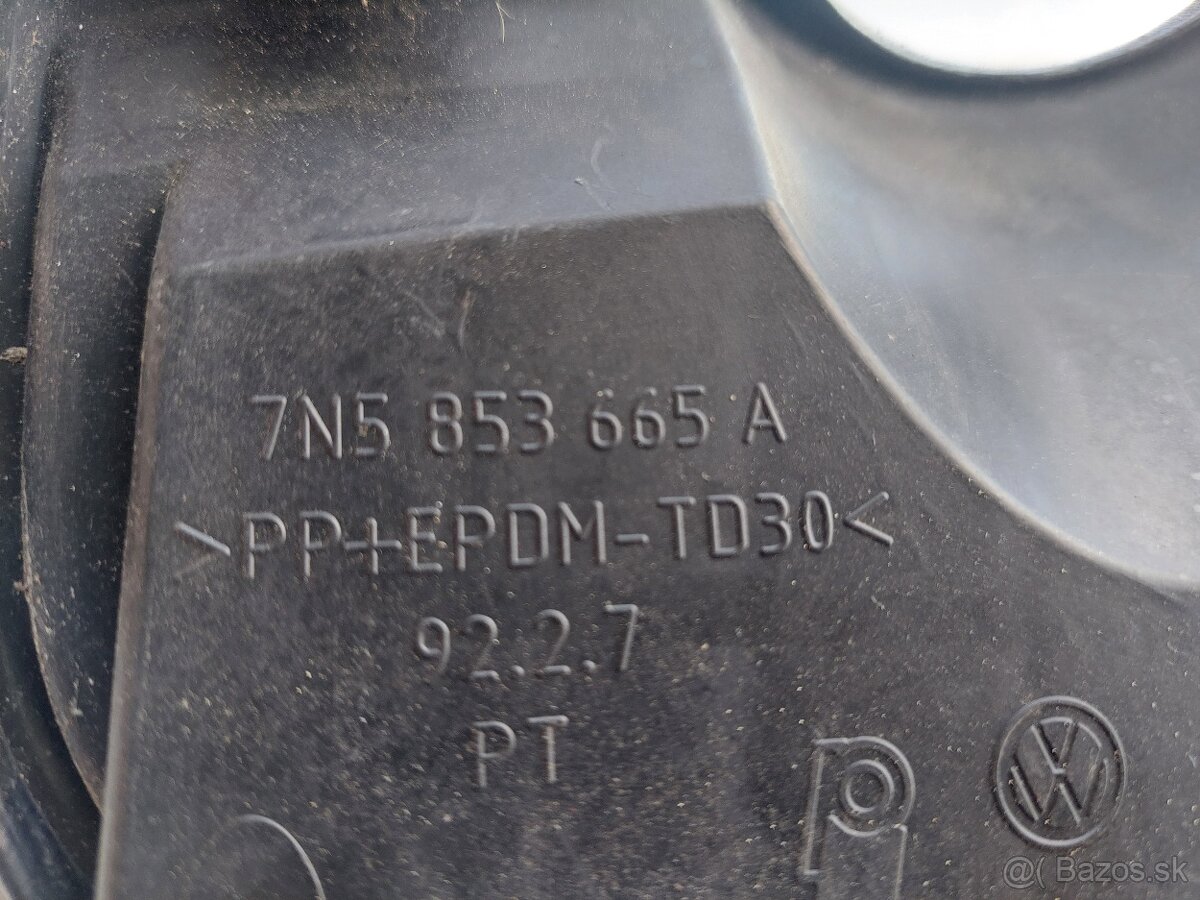 7N5 853 665 A
>PP+EPDM-TD30<
92.2.7
PT
@( Bazos.sk